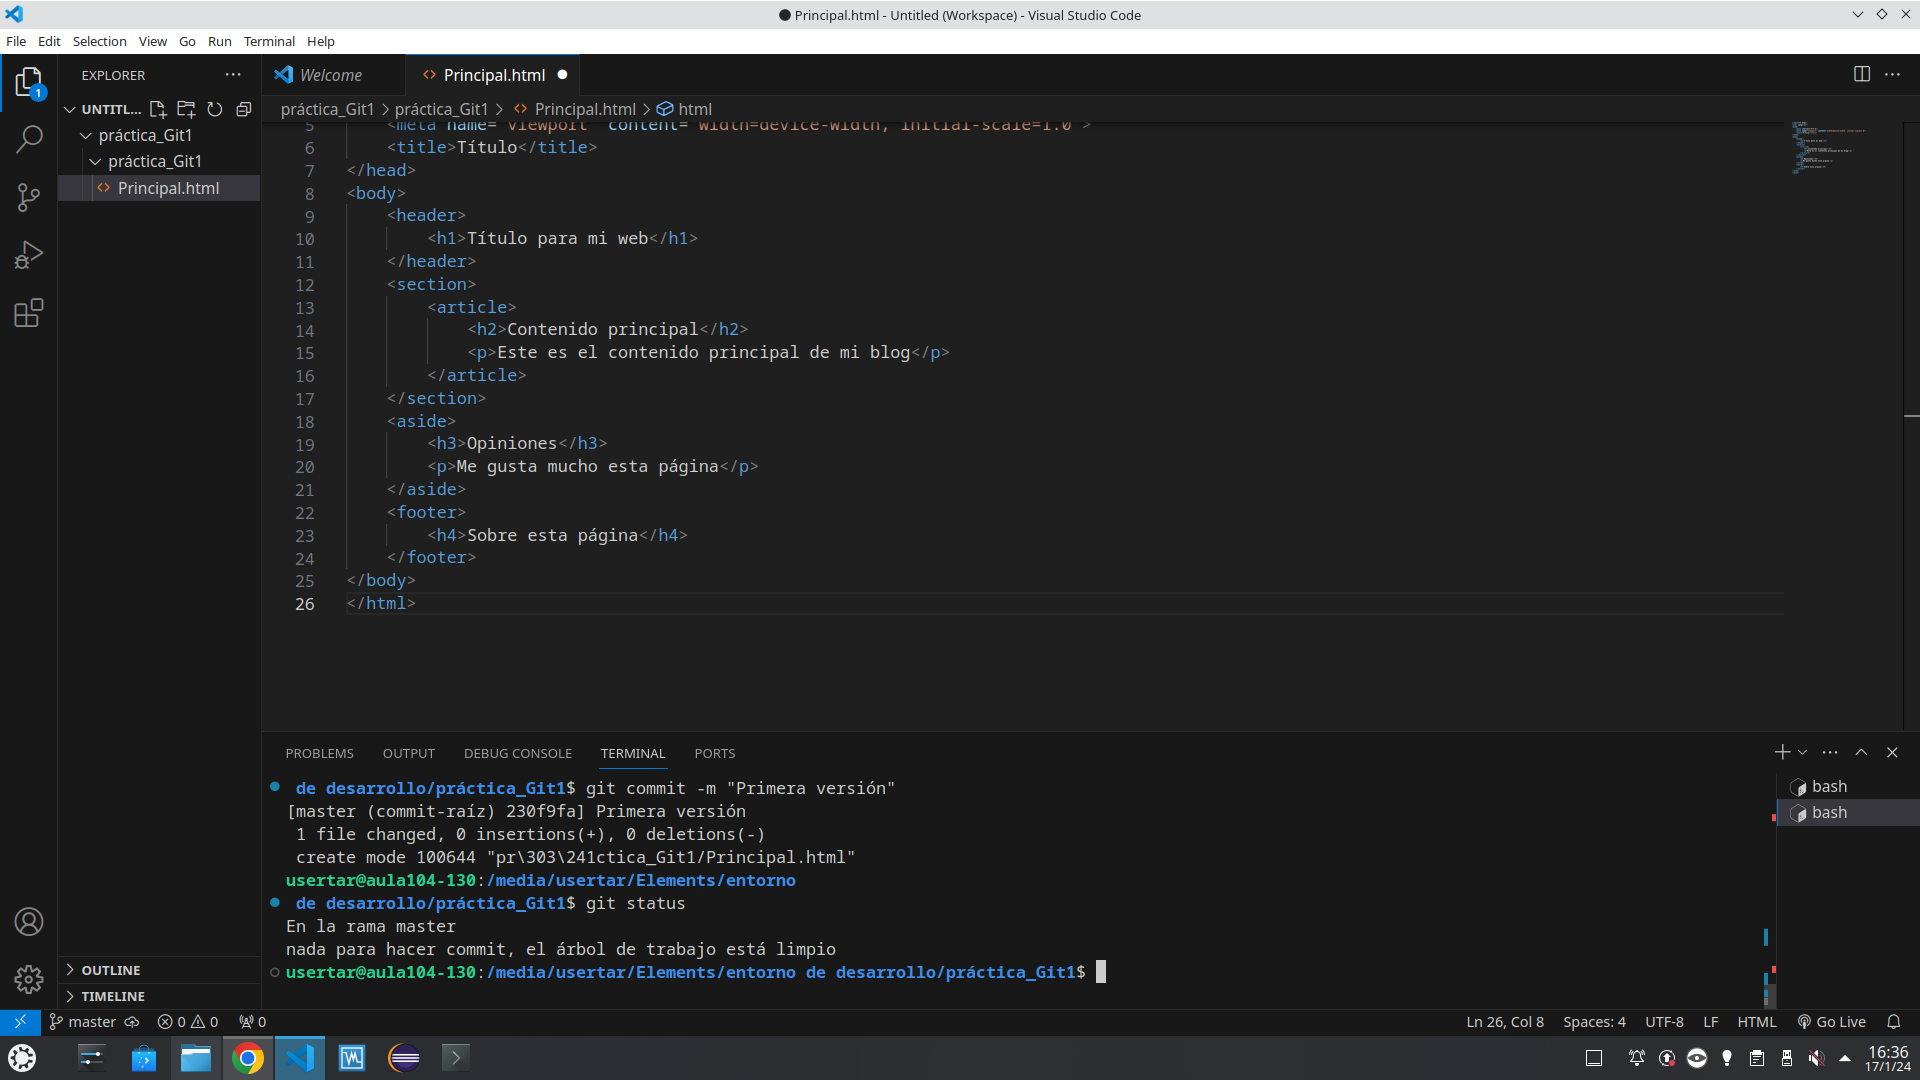 Principal.html - Untitled (Workspace) - Visual Studio Code
File Edit Selection View Go Run Terminal Help
EXPLORER
Welcome
Principal.html
UNTITL...
práctica_Git1 > práctica_Git1 > Principal.html > html
práctica_Git1
práctica_Git1
Principal.html
1
5 <meta name="viewport" content="width=device-width, initial-scale=1.0">
6 <title>Título</title>
7 </head>
8 <body>
9 <header>
10 <h1>Título para mi web</h1>
11 </header>
12 <section>
13 <article>
14 <h2>Contenido principal</h2>
15 <p>Este es el contenido principal de mi blog</p>
16 </article>
17 </section>
18 <aside>
19 <h3>Opiniones</h3>
20 <p>Me gusta mucho esta página</p>
21 </aside>
22 <footer>
23 <h4>Sobre esta página</h4>
24 </footer>
25 </body>
26 </html>
PROBLEMS OUTPUT DEBUG CONSOLE TERMINAL PORTS
de desarrollo/práctica_Git1$ git commit -m "Primera versión"
[master (commit-raíz) 230f9fa] Primera versión
1 file changed, 0 insertions(+), 0 deletions(-)
create mode 100644 "pr\303\241ctica_Git1/Principal.html"
usertar@aula104-130:/media/usertar/Elements/entorno
de desarrollo/práctica_Git1$ git status
En la rama master
nada para hacer commit, el árbol de trabajo está limpio
usertar@aula104-130:/media/usertar/Elements/entorno de desarrollo/práctica_Git1$
bash
bash
OUTLINE
TIMELINE
master 0 0 0
Ln 26, Col 8 Spaces: 4 UTF-8 LF HTML Go Live
16:36
17/1/24